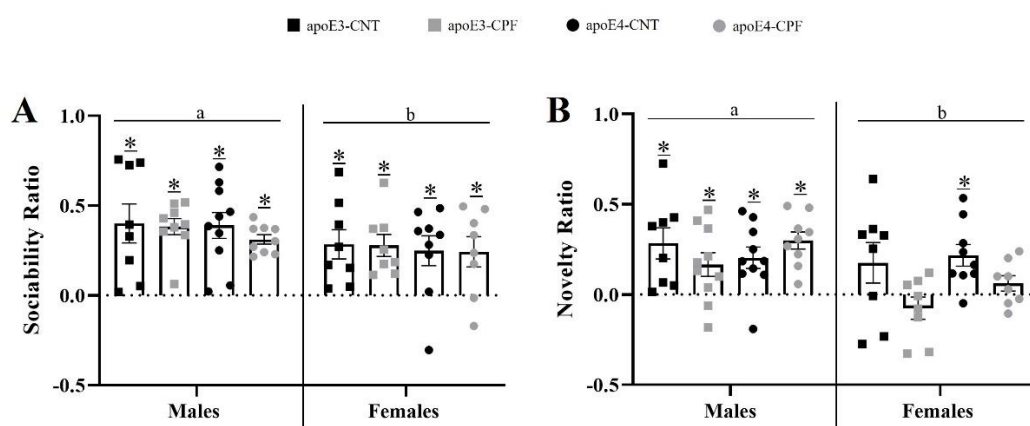 apoE3-CNT apoE3-CPF apoE4-CNT apoE4-CPF
A
Sociability Ratio
1.0
0.5
0.0
-0.5
a
b
* * * * * * * *
Males Females
B
Novelty Ratio
1.0
0.5
0.0
-0.5
a
b
* * * * *
Males Females